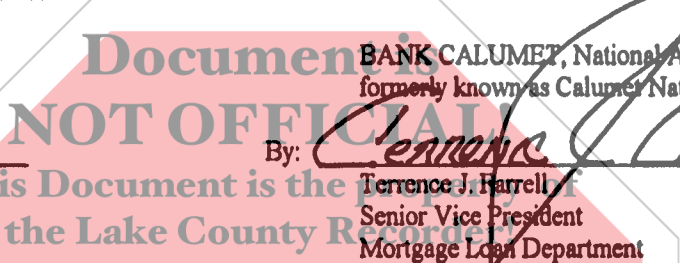 Document is
NOT OFFICIAL!
is Document is the property of
the Lake County Recorder!
BANK CALUMET, National A
formerly known as Calumet Nat
By: Terrence
Terrence J. Farrell
Senior Vice President
Mortgage Loan Department